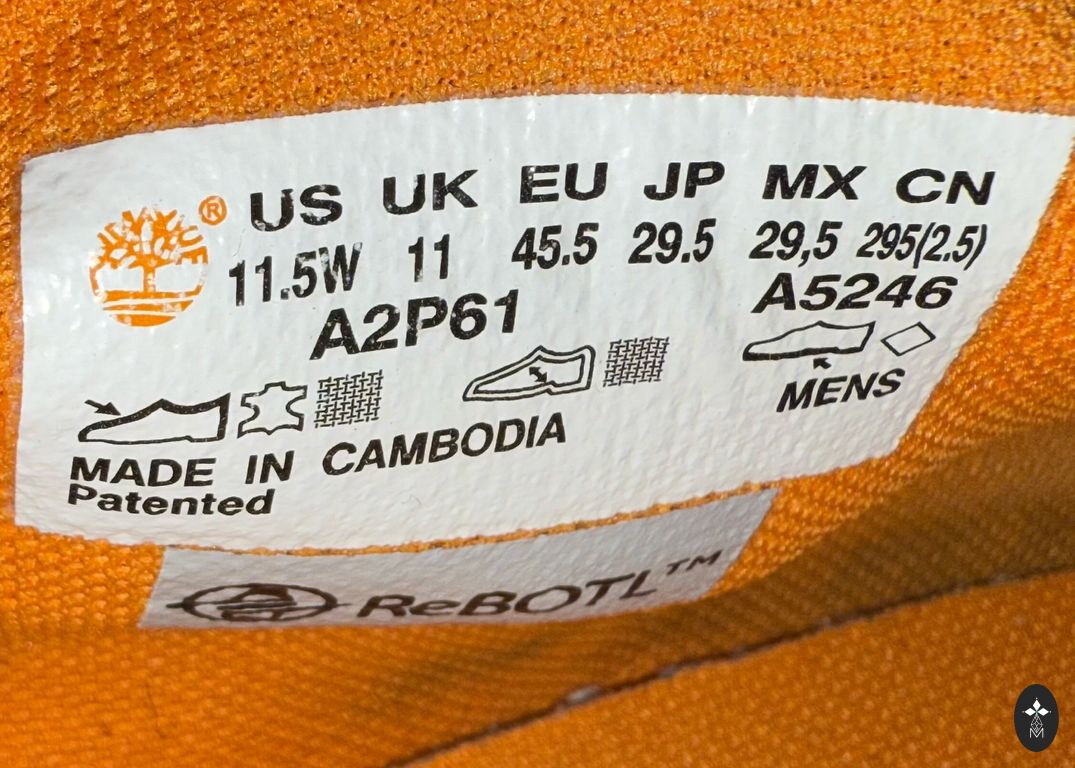 ® US UK EU JP MX CN
11.5W 11 45.5 29.5 29,5 295(2.5)
A2P61 A5246
MENS
MADE IN CAMBODIA
Patented
ReBOTL™
M